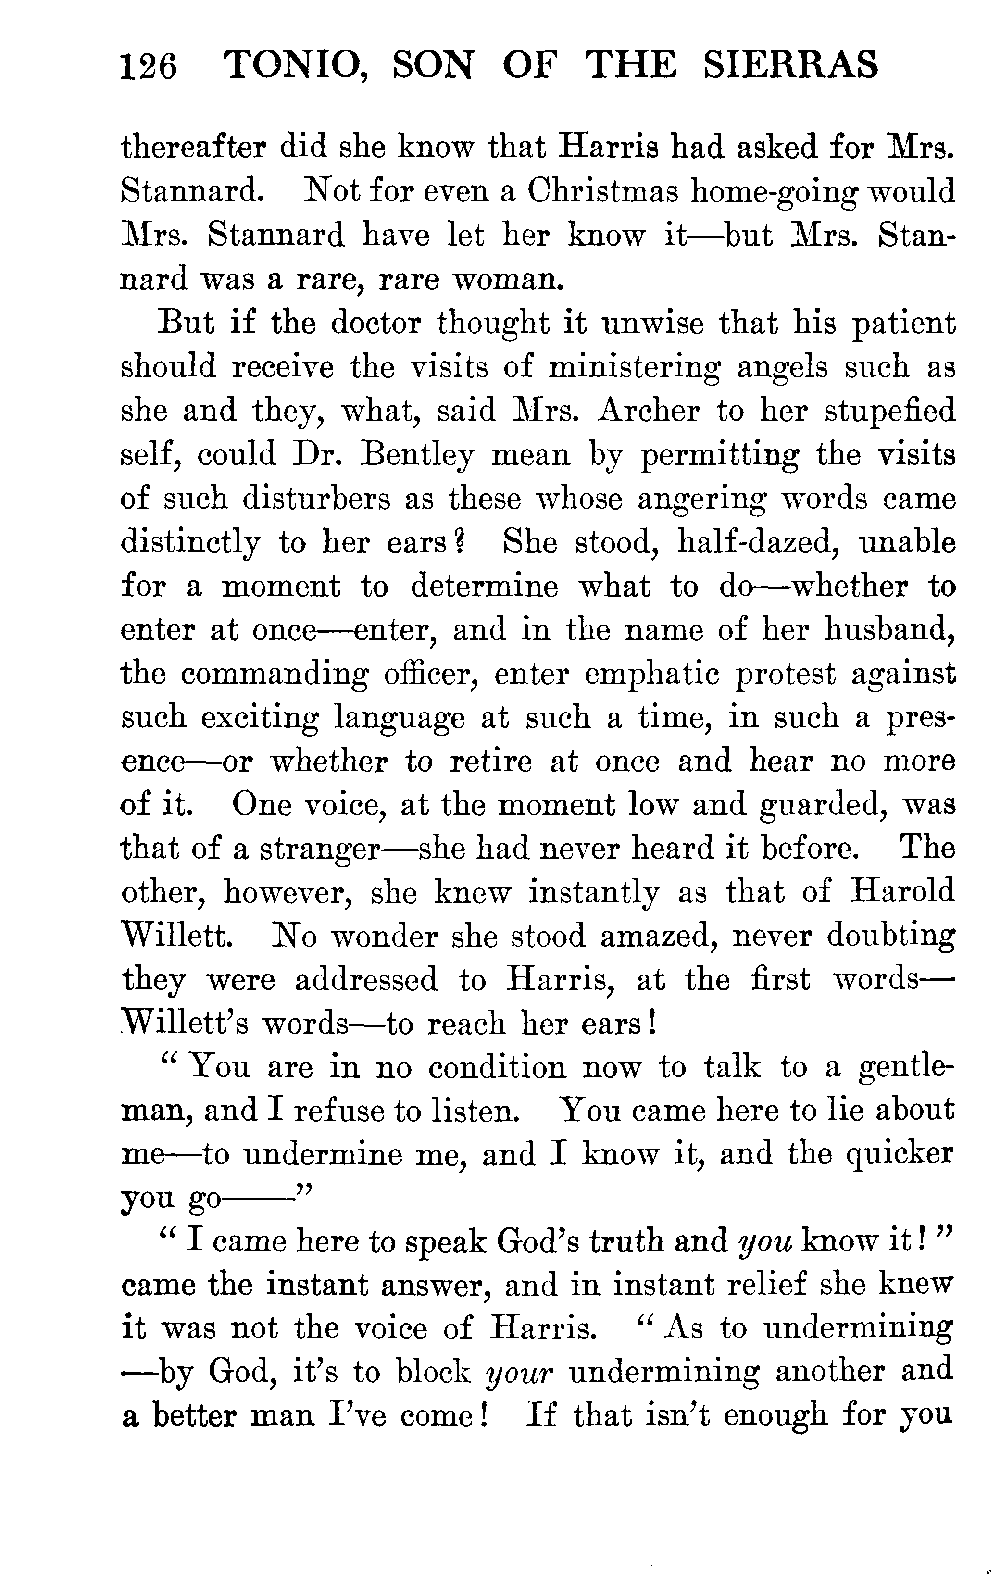 126 TONIO, SON OF THE SIERRAS
thereafter did she know that Harris had asked for Mrs.
Stannard. Not for even a Christmas home-going would
Mrs. Stannard have let her know it—but Mrs. Stan-
nard was a rare, rare woman.
But if the doctor thought it unwise that his patient
should receive the visits of ministering angels such as
she and they, what, said Mrs. Archer to her stupefied
self, could Dr. Bentley mean by permitting the visits
of such disturbers as these whose angering words came
distinctly to her ears? She stood, half-dazed, unable
for a moment to determine what to do—whether to
enter at once—enter, and in the name of her husband,
the commanding officer, enter emphatic protest against
such exciting language at such a time, in such a pres-
ence—or whether to retire at once and hear no more
of it. One voice, at the moment low and guarded, was
that of a stranger—she had never heard it before. The
other, however, she knew instantly as that of Harold
Willett. No wonder she stood amazed, never doubting
they were addressed to Harris, at the first words—
Willett's words—to reach her ears!
“ You are in no condition now to talk to a gentle-
man, and I refuse to listen. You came here to lie about
me—to undermine me, and I know it, and the quicker
you go——”
“ I came here to speak God's truth and you know it! ”
came the instant answer, and in instant relief she knew
it was not the voice of Harris. “ As to undermining
—by God, it's to block your undermining another and
a better man I've come! If that isn't enough for you